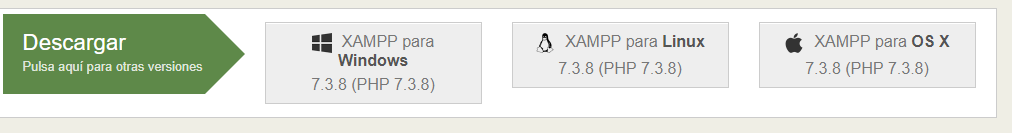 Descargar
Pulsa aquí para otras versiones
XAMPP para
Windows
7.3.8 (PHP 7.3.8)
XAMPP para Linux
7.3.8 (PHP 7.3.8)
XAMPP para OS X
7.3.8 (PHP 7.3.8)